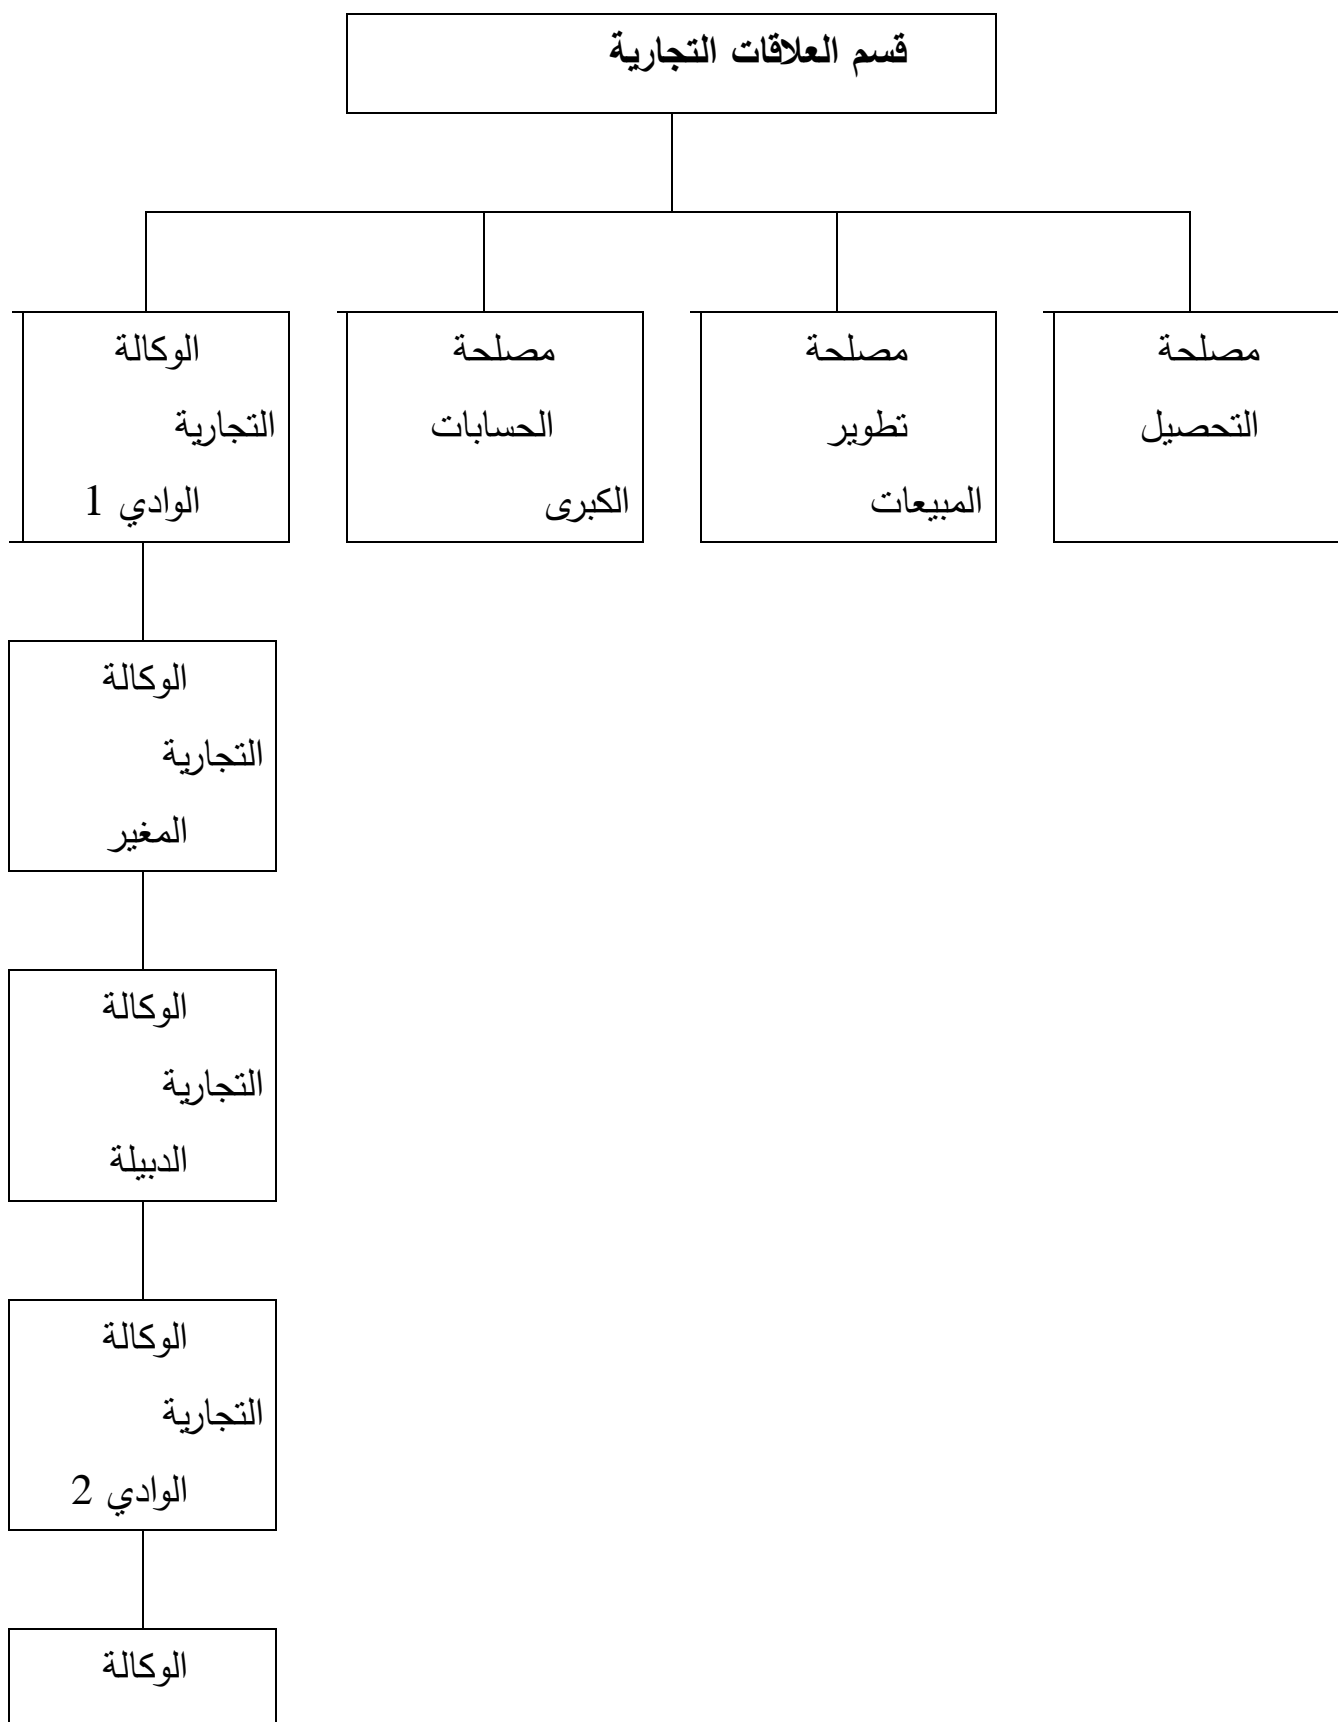 قسم العلاقات التجارية
مصلحة
التحصيل
مصلحة
تطوير
المبيعات
مصلحة
الحسابات
الكبرى
الوكالة
التجارية
الوادي 1
الوكالة
التجارية
المغير
الوكالة
التجارية
الدبيلة
الوكالة
التجارية
الوادي 2
الوكالة